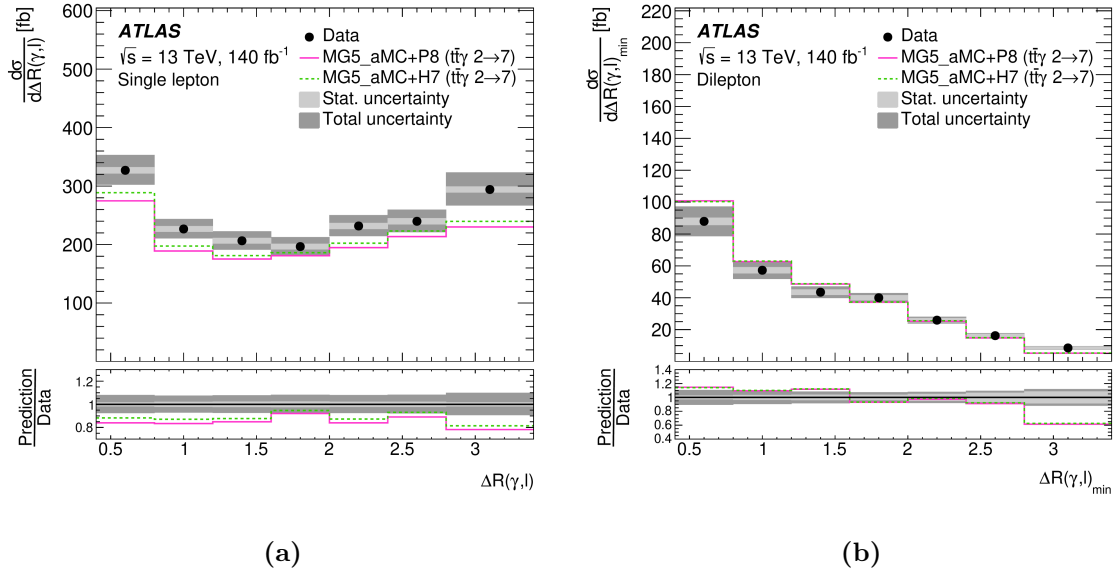 dσ
dΔR(γ,l) [fb]
600
500
400
300
200
100
ATLAS
√s = 13 TeV, 140 fb⁻¹
Single lepton
Data
MG5_aMC+P8 (tt̄γ 2→7)
MG5_aMC+H7 (tt̄γ 2→7)
Stat. uncertainty
Total uncertainty
Prediction
Data
1.2
1
0.8
0.5 1 1.5 2 2.5 3
ΔR(γ,l)
(a)
dσ
dΔR(γ,l)min [fb]
220
200
180
160
140
120
100
80
60
40
20
ATLAS
√s = 13 TeV, 140 fb⁻¹
Dilepton
Data
MG5_aMC+P8 (tt̄γ 2→7)
MG5_aMC+H7 (tt̄γ 2→7)
Stat. uncertainty
Total uncertainty
Prediction
Data
1.4
1.2
1
0.8
0.6
0.4
0.5 1 1.5 2 2.5 3
ΔR(γ,l)min
(b)